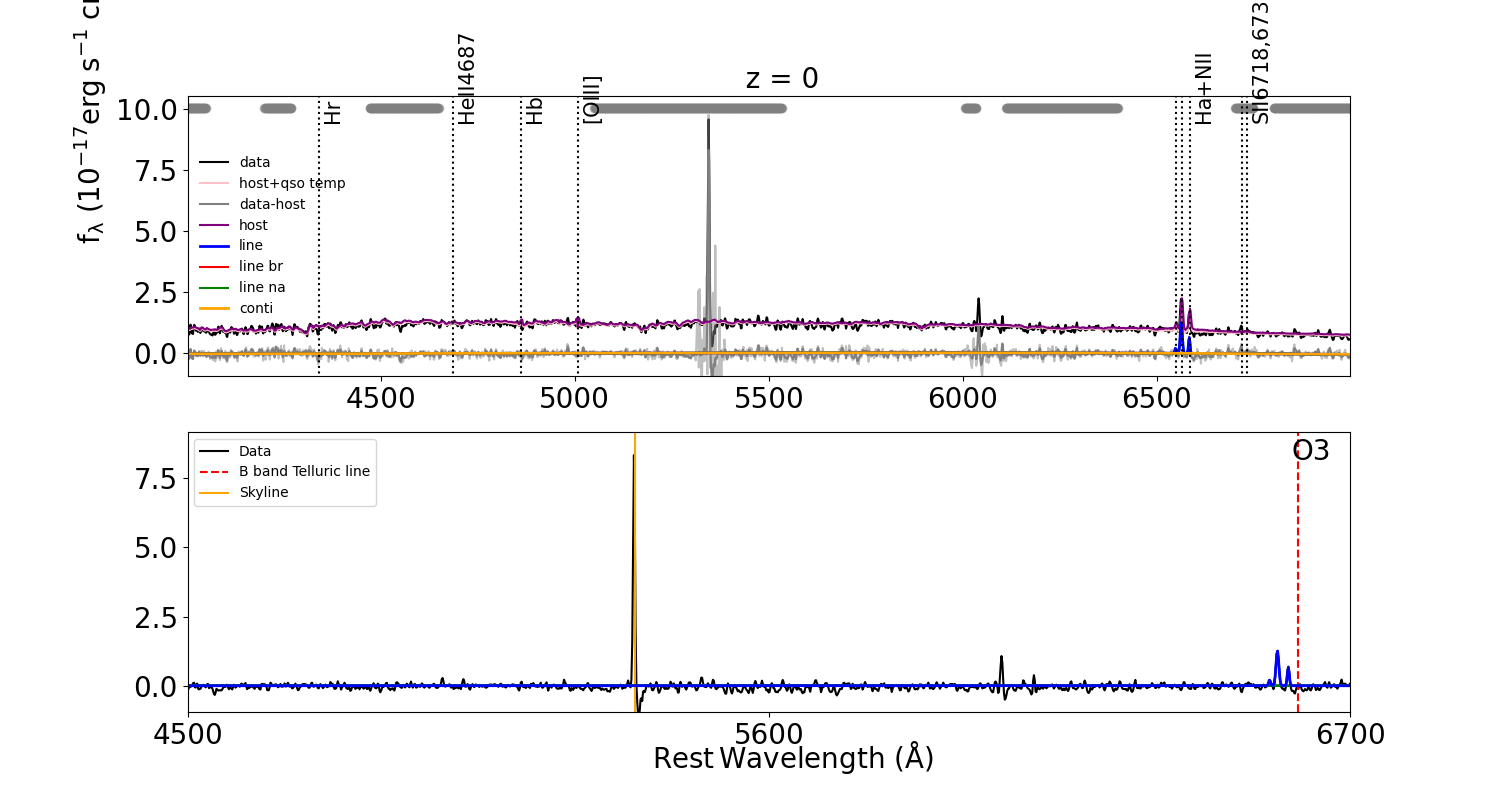 z = 0
f_λ (10^−17 erg s^−1
10.0
7.5
5.0
2.5
0.0
Hr
HeII4687
Hb
[OIII]
Ha+NII
SII6718,673
data
host+qso temp
data-host
host
line
line br
line na
conti
4500
5000
5500
6000
6500
7.5
5.0
2.5
0.0
Data
B band Telluric line
Skyline
O3
4500
5600
6700
Rest Wavelength (Å)